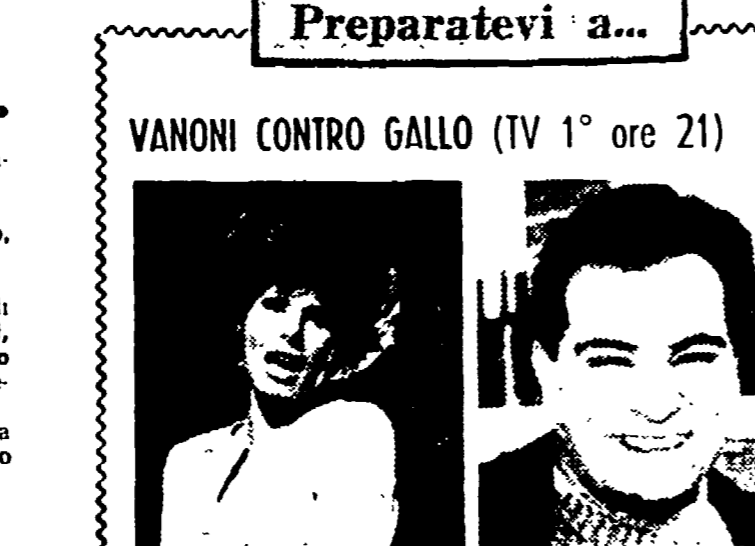 Preparatevi a...
VANONI CONTRO GALLO (TV 1° ore 21)